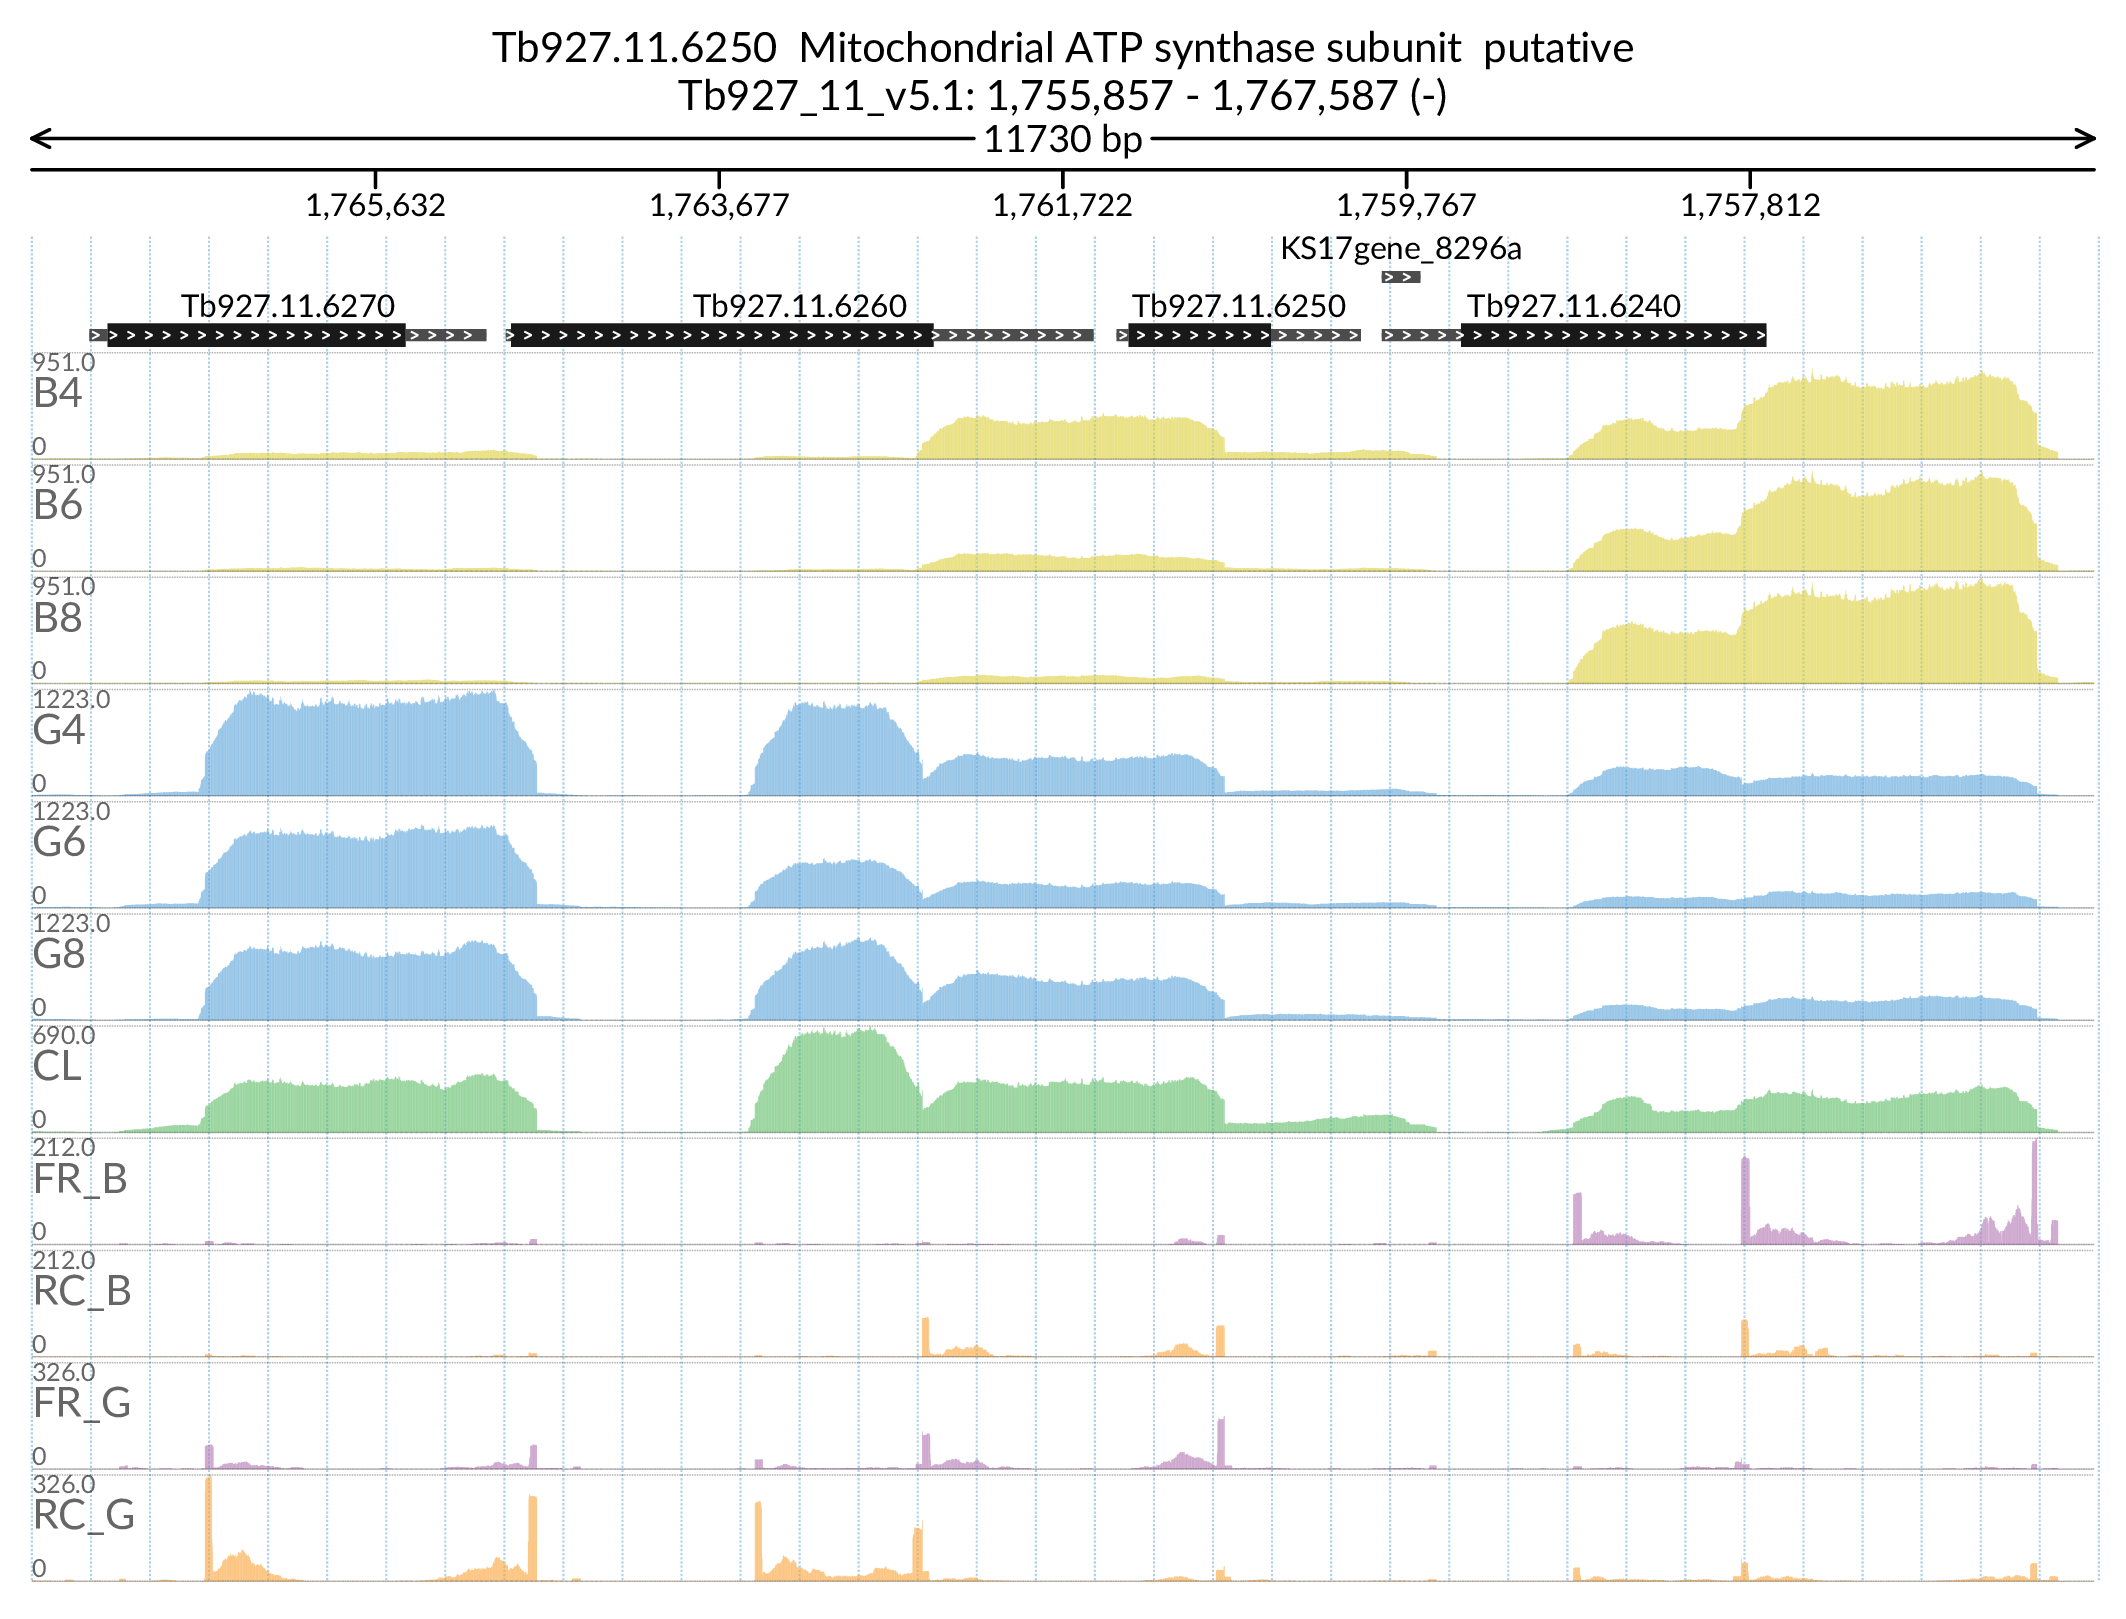 Tb927.11.6250 Mitochondrial ATP synthase subunit putative
Tb927_11_v5.1: 1,755,857 - 1,767,587 (-)
11730 bp
1,765,632 1,763,677 1,761,722 1,759,767 1,757,812
KS17gene_8296a
Tb927.11.6270 Tb927.11.6260 Tb927.11.6250 Tb927.11.6240
951.0
B4
0
951.0
B6
0
951.0
B8
0
1223.0
G4
0
1223.0
G6
0
1223.0
G8
0
690.0
CL
0
212.0
FR_B
0
212.0
RC_B
0
326.0
FR_G
0
326.0
RC_G
0